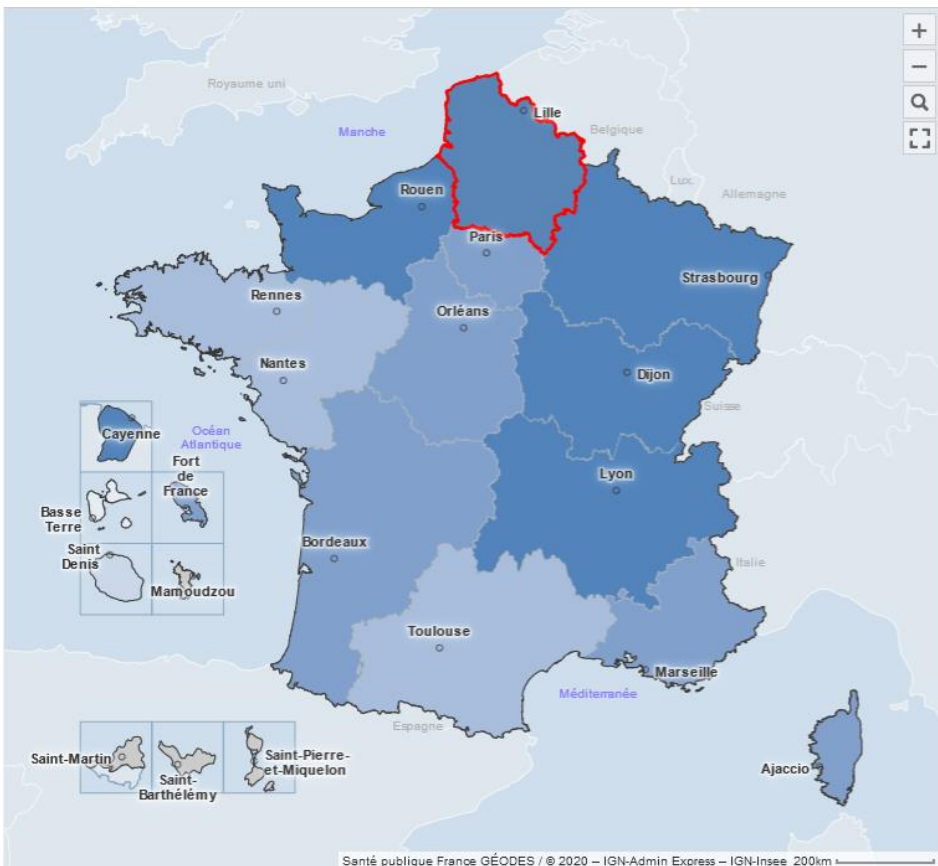 +
−
Royaume uni
Lille
Manche
Belgique
Lux.
Allemagne
Rouen
Paris
Strasbourg
Rennes
Orléans
Nantes
Dijon
Suisse
Cayenne
Océan
Atlantique
Fort
de
France
Lyon
Basse
Terre
Saint
Denis
Bordeaux
Mamoudzou
Italie
Toulouse
Marseille
Méditerranée
Espagne
Saint-Martin
Saint-
Barthélémy
Saint-Pierre-
et-Miquelon
Ajaccio
Santé publique France GÉODES / © 2020 – IGN-Admin Express – IGN-Insee 200km